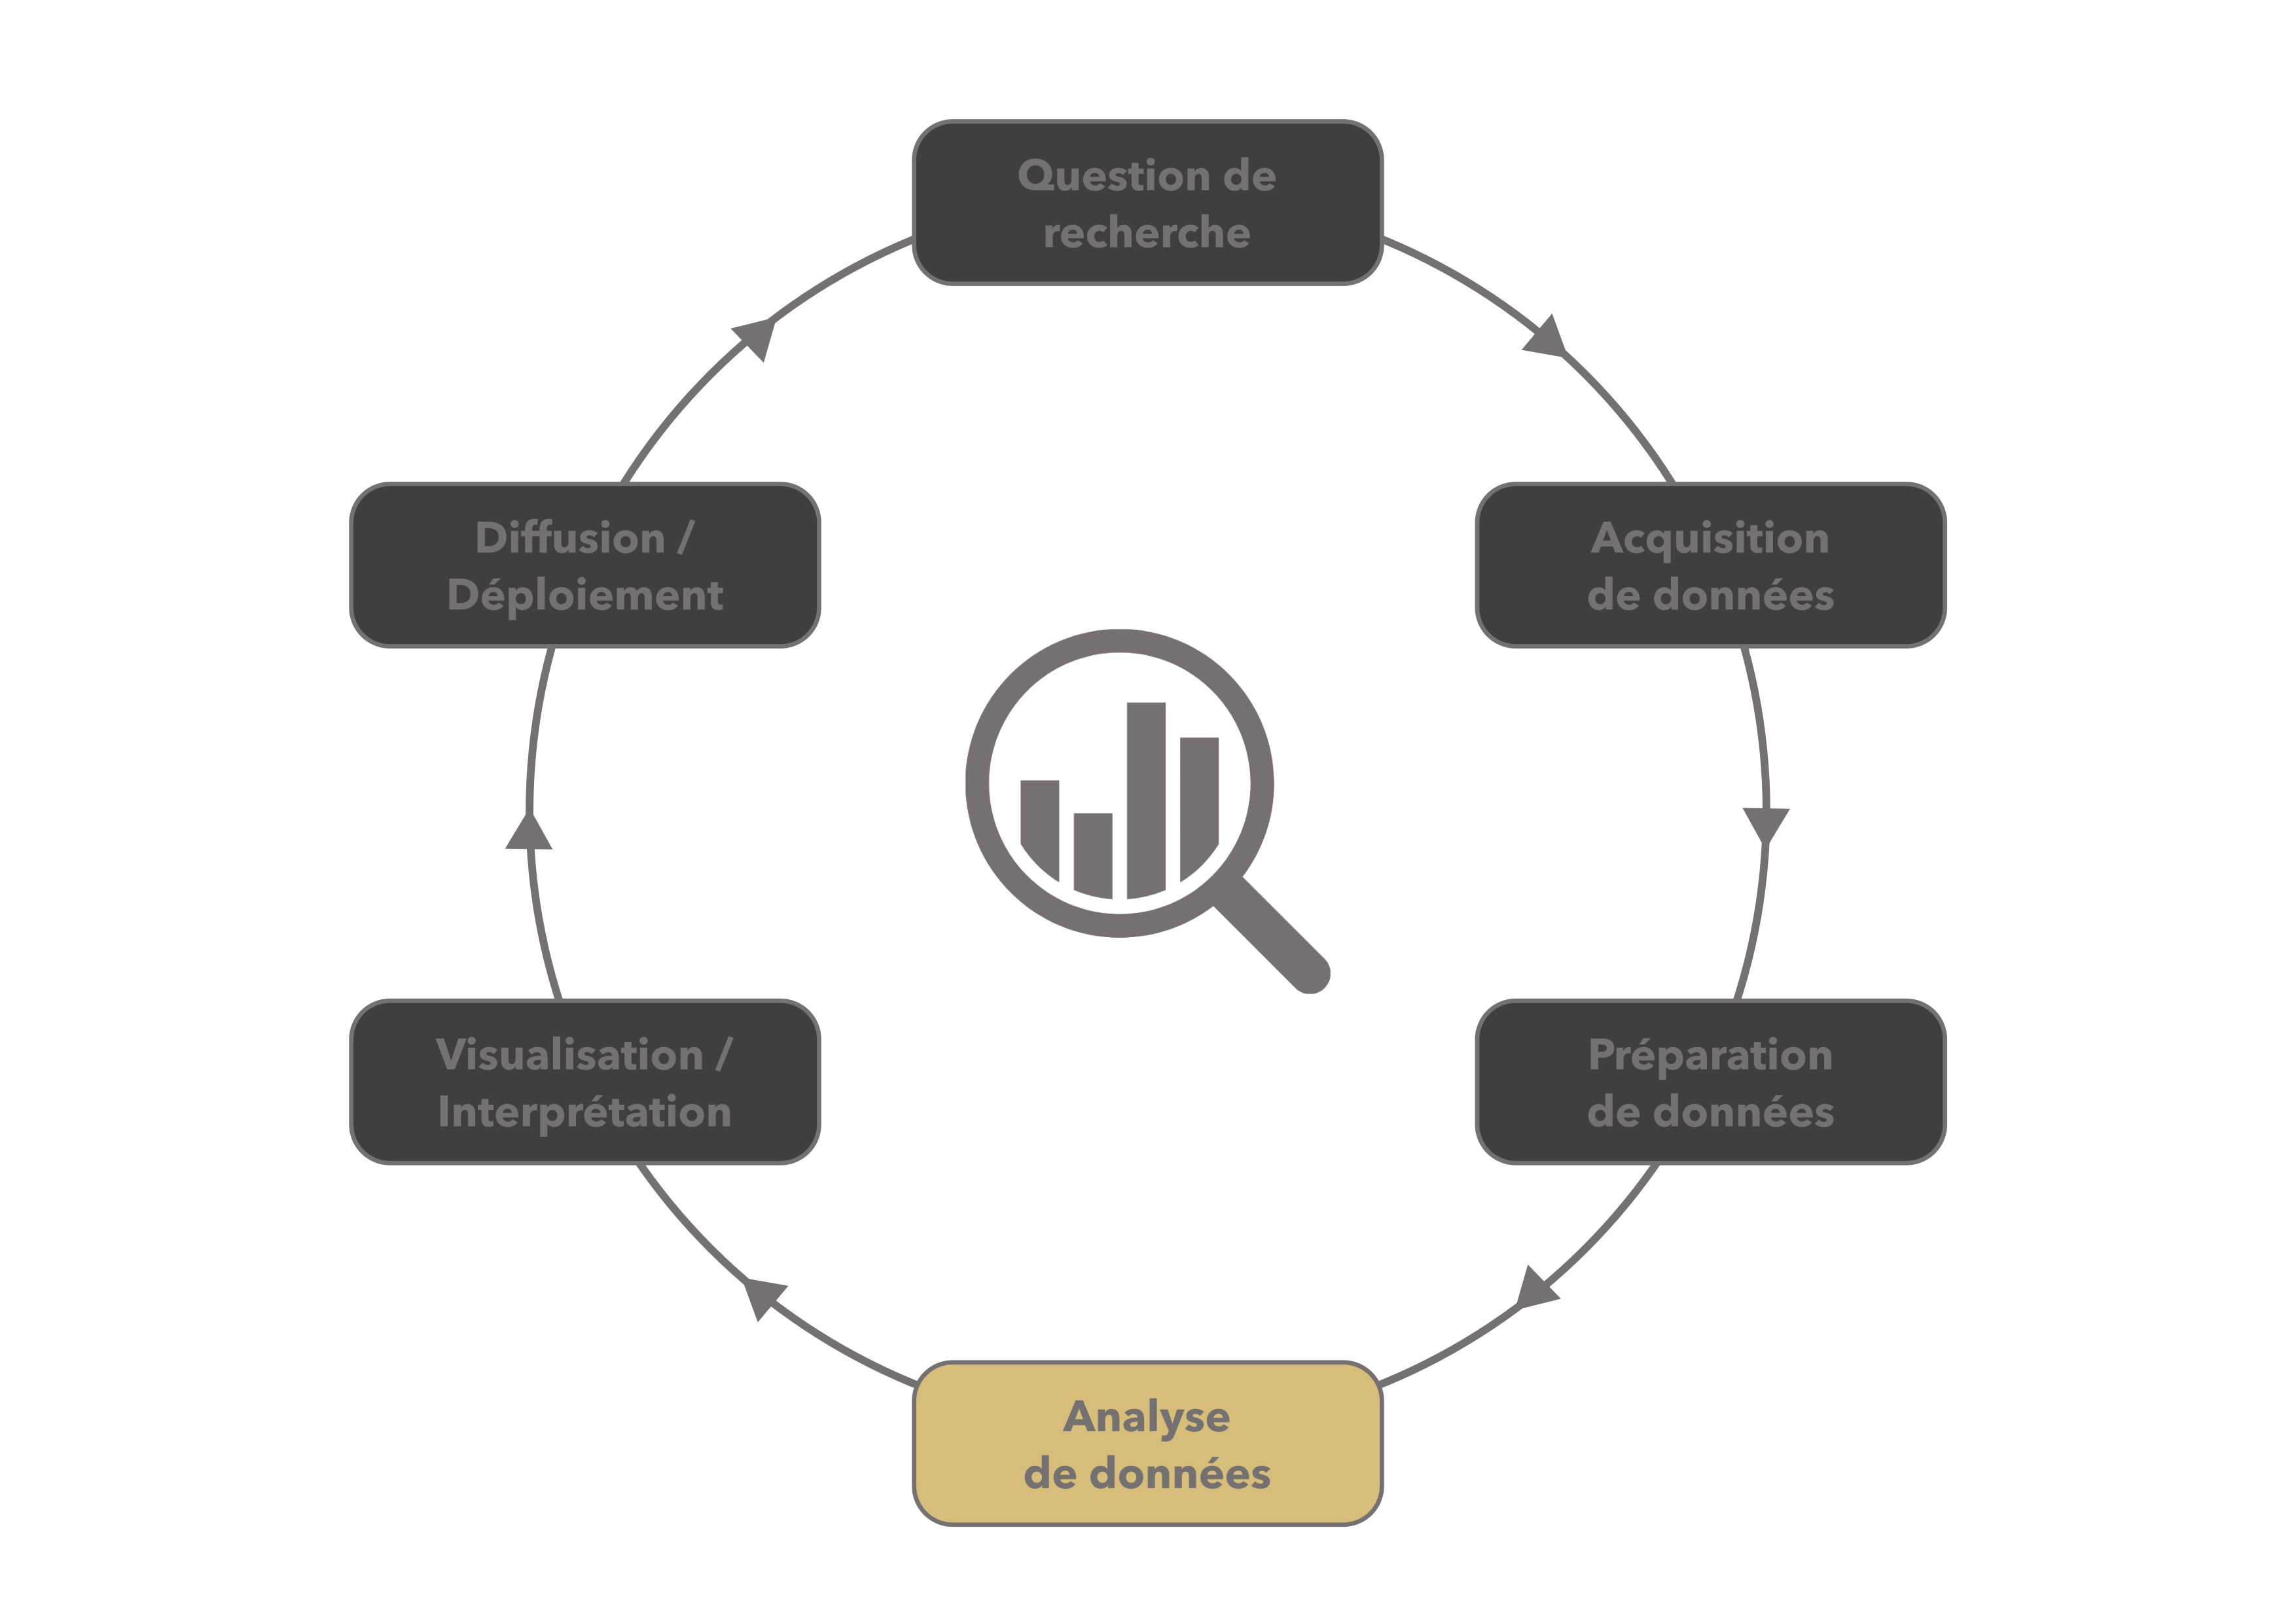 Question de
recherche
Acquisition
de données
Préparation
de données
Analyse
de données
Visualisation /
Interprétation
Diffusion /
Déploiement